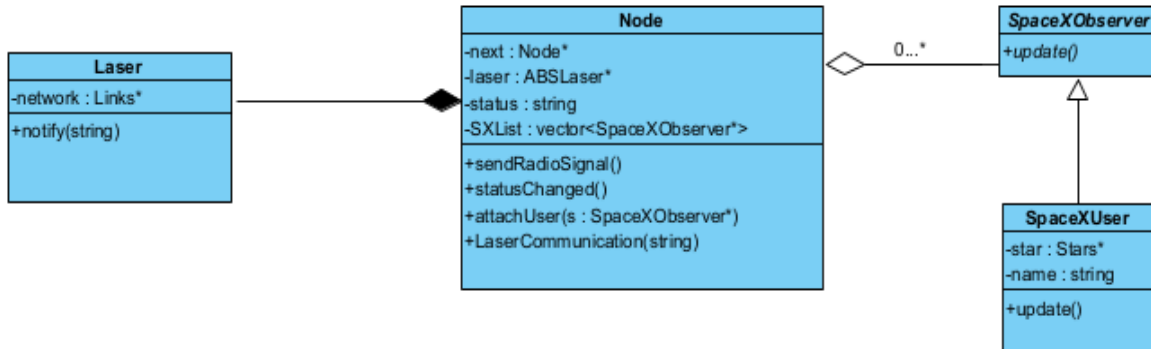 Laser
-network : Links*
+notify(string)
Node
-next : Node*
-laser : ABSLaser*
-status : string
-SXList : vector<SpaceXObserver*>
+sendRadioSignal()
+statusChanged()
+attachUser(s : SpaceXObserver*)
+LaserCommunication(string)
0...*
SpaceXObserver
+update()
SpaceXUser
-star : Stars*
-name : string
+update()